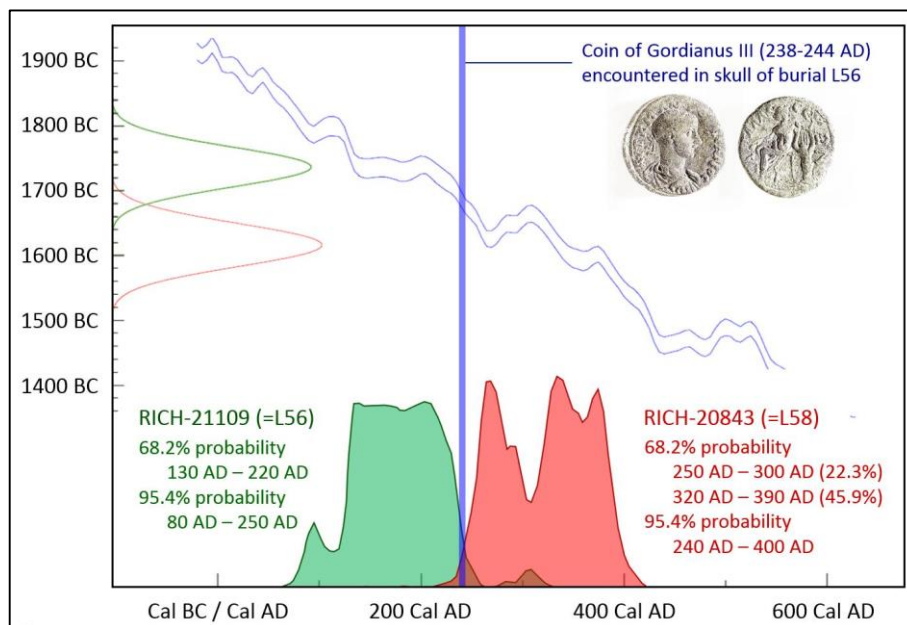 1900 BC
1800 BC
1700 BC
1600 BC
1500 BC
1400 BC
Coin of Gordianus III (238-244 AD)
encountered in skull of burial L56
RICH-21109 (=L56)
68.2% probability
130 AD – 220 AD
95.4% probability
80 AD – 250 AD
RICH-20843 (=L58)
68.2% probability
250 AD – 300 AD (22.3%)
320 AD – 390 AD (45.9%)
95.4% probability
240 AD – 400 AD
Cal BC / Cal AD
200 Cal AD
400 Cal AD
600 Cal AD